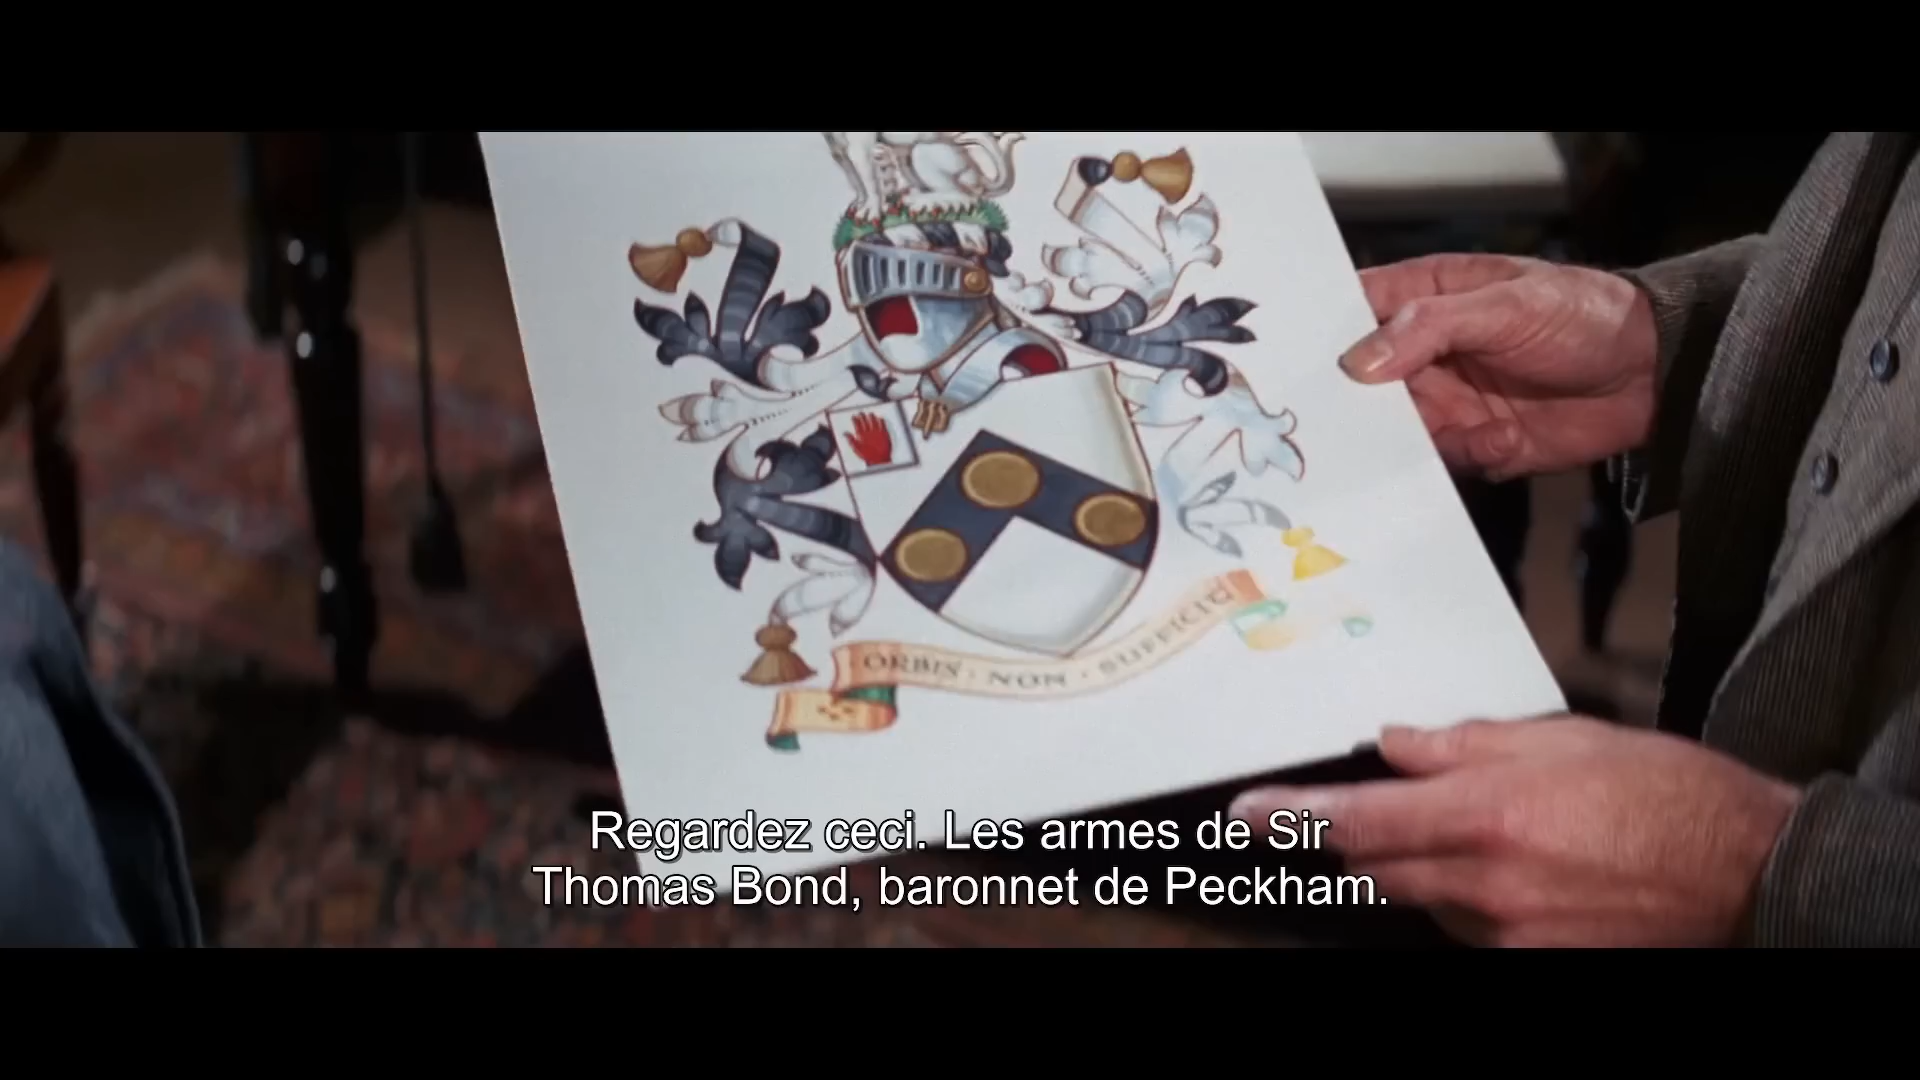 ORBIS · NON · SUFFICIT
Regardez ceci. Les armes de Sir
Thomas Bond, baronnet de Peckham.